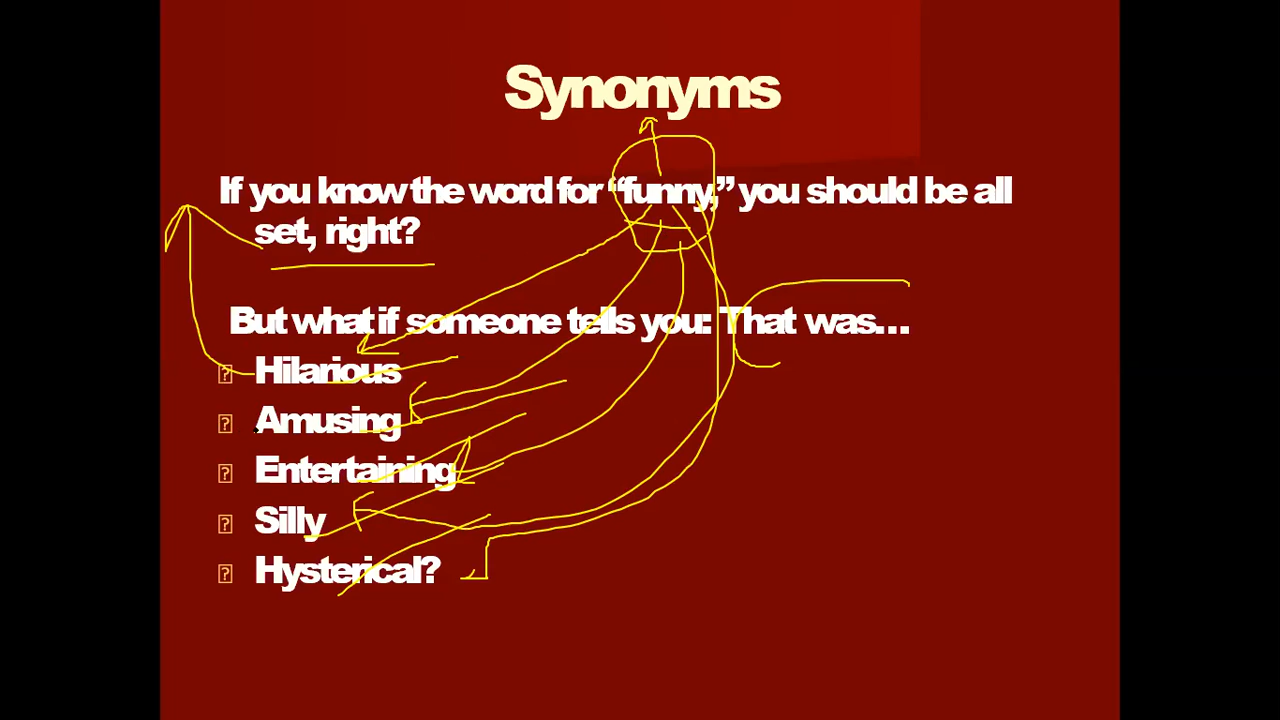 Synonyms
If you know the word for “funny,” you should be all
set, right?
But what if someone tells you: That was...
Hilarious
Amusing
Entertaining
Silly
Hysterical?